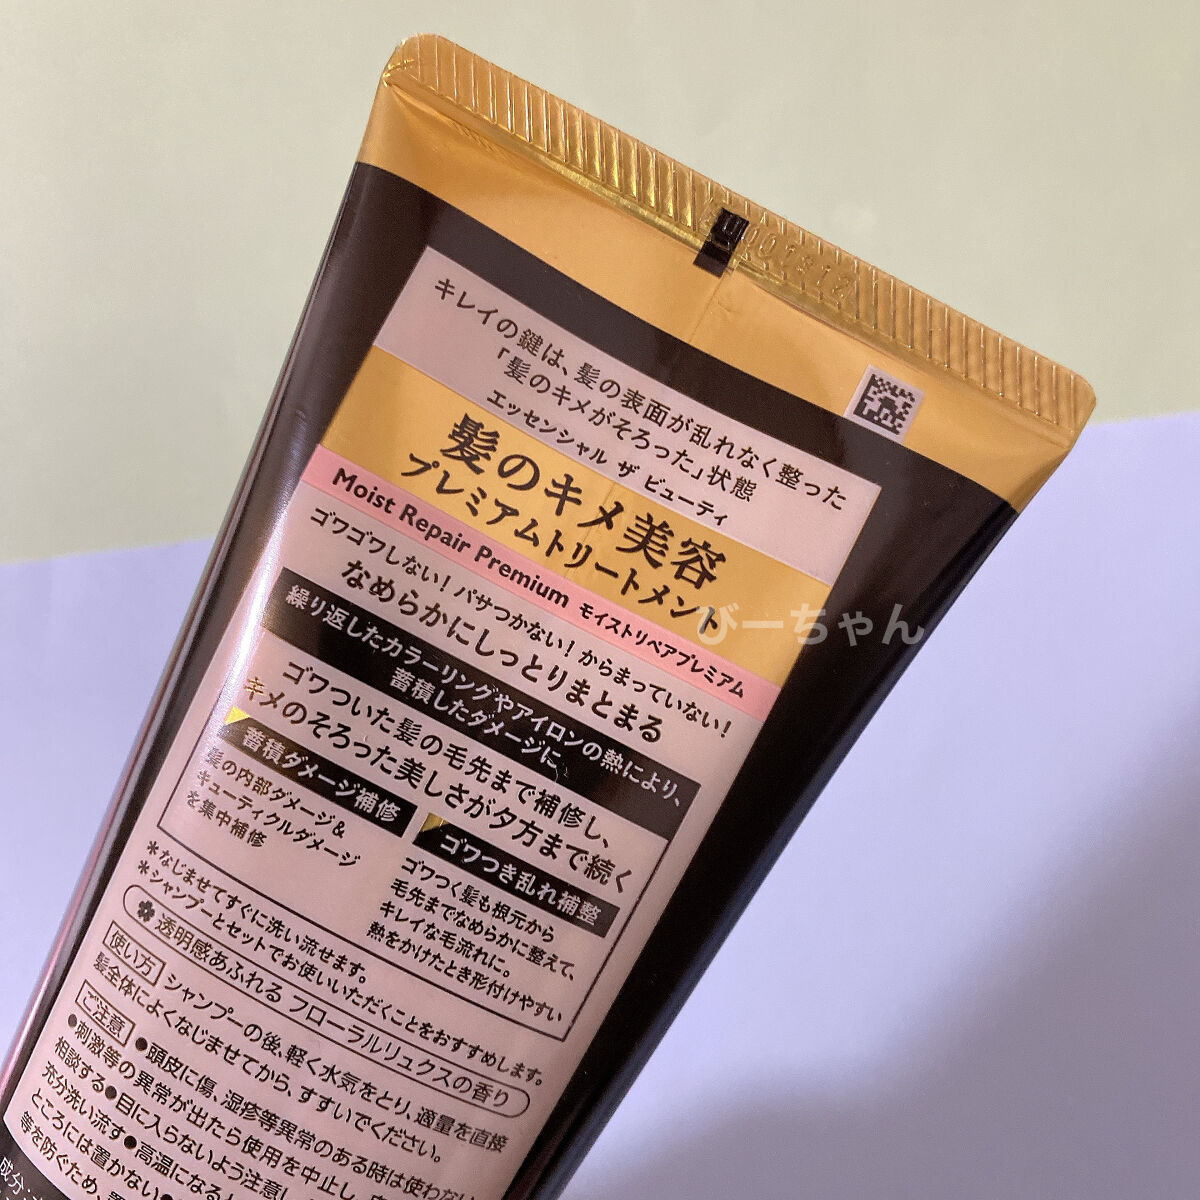 キレイの鍵は、髪の表面が乱れなく整った
「髪のキメがそろった」状態
エッセンシャル ザ ビューティ
髪のキメ美容
プレミアムトリートメント
Moist Repair Premium モイストリペアプレミアム
ゴワゴワしない！パサつかない！からまっていない！
なめらかにしっとりまとまる
繰り返したカラーリングやアイロンの熱により、
蓄積したダメージに
ゴワついた髪の毛先まで補修し、
キメのそろった美しさが夕方まで続く
蓄積ダメージ補修
髪の内部ダメージ&
キューティクルダメージ
を集中補修
ゴワつき乱れ補整
ゴワつく髪も根元から
毛先までなめらかに整えて、
キレイな毛流れに。
熱をかけたとき形付けやすい
*なじませてすぐに洗い流せます。
*シャンプーとセットでお使いいただくことをおすすめします。
透明感あふれる フローラルリュクスの香り
使い方 シャンプーの後、軽く水気をとり、適量を直接
髪全体によくなじませてから、すすいでください。
ご注意 ●頭皮に傷、湿疹等異常のある時は使わない
●刺激等の異常が出たら使用を中止し、
相談する●目に入らないよう注意し
充分洗い流す●高温になると
ところには置かない●
等を防ぐため、
成分:
びーちゃん